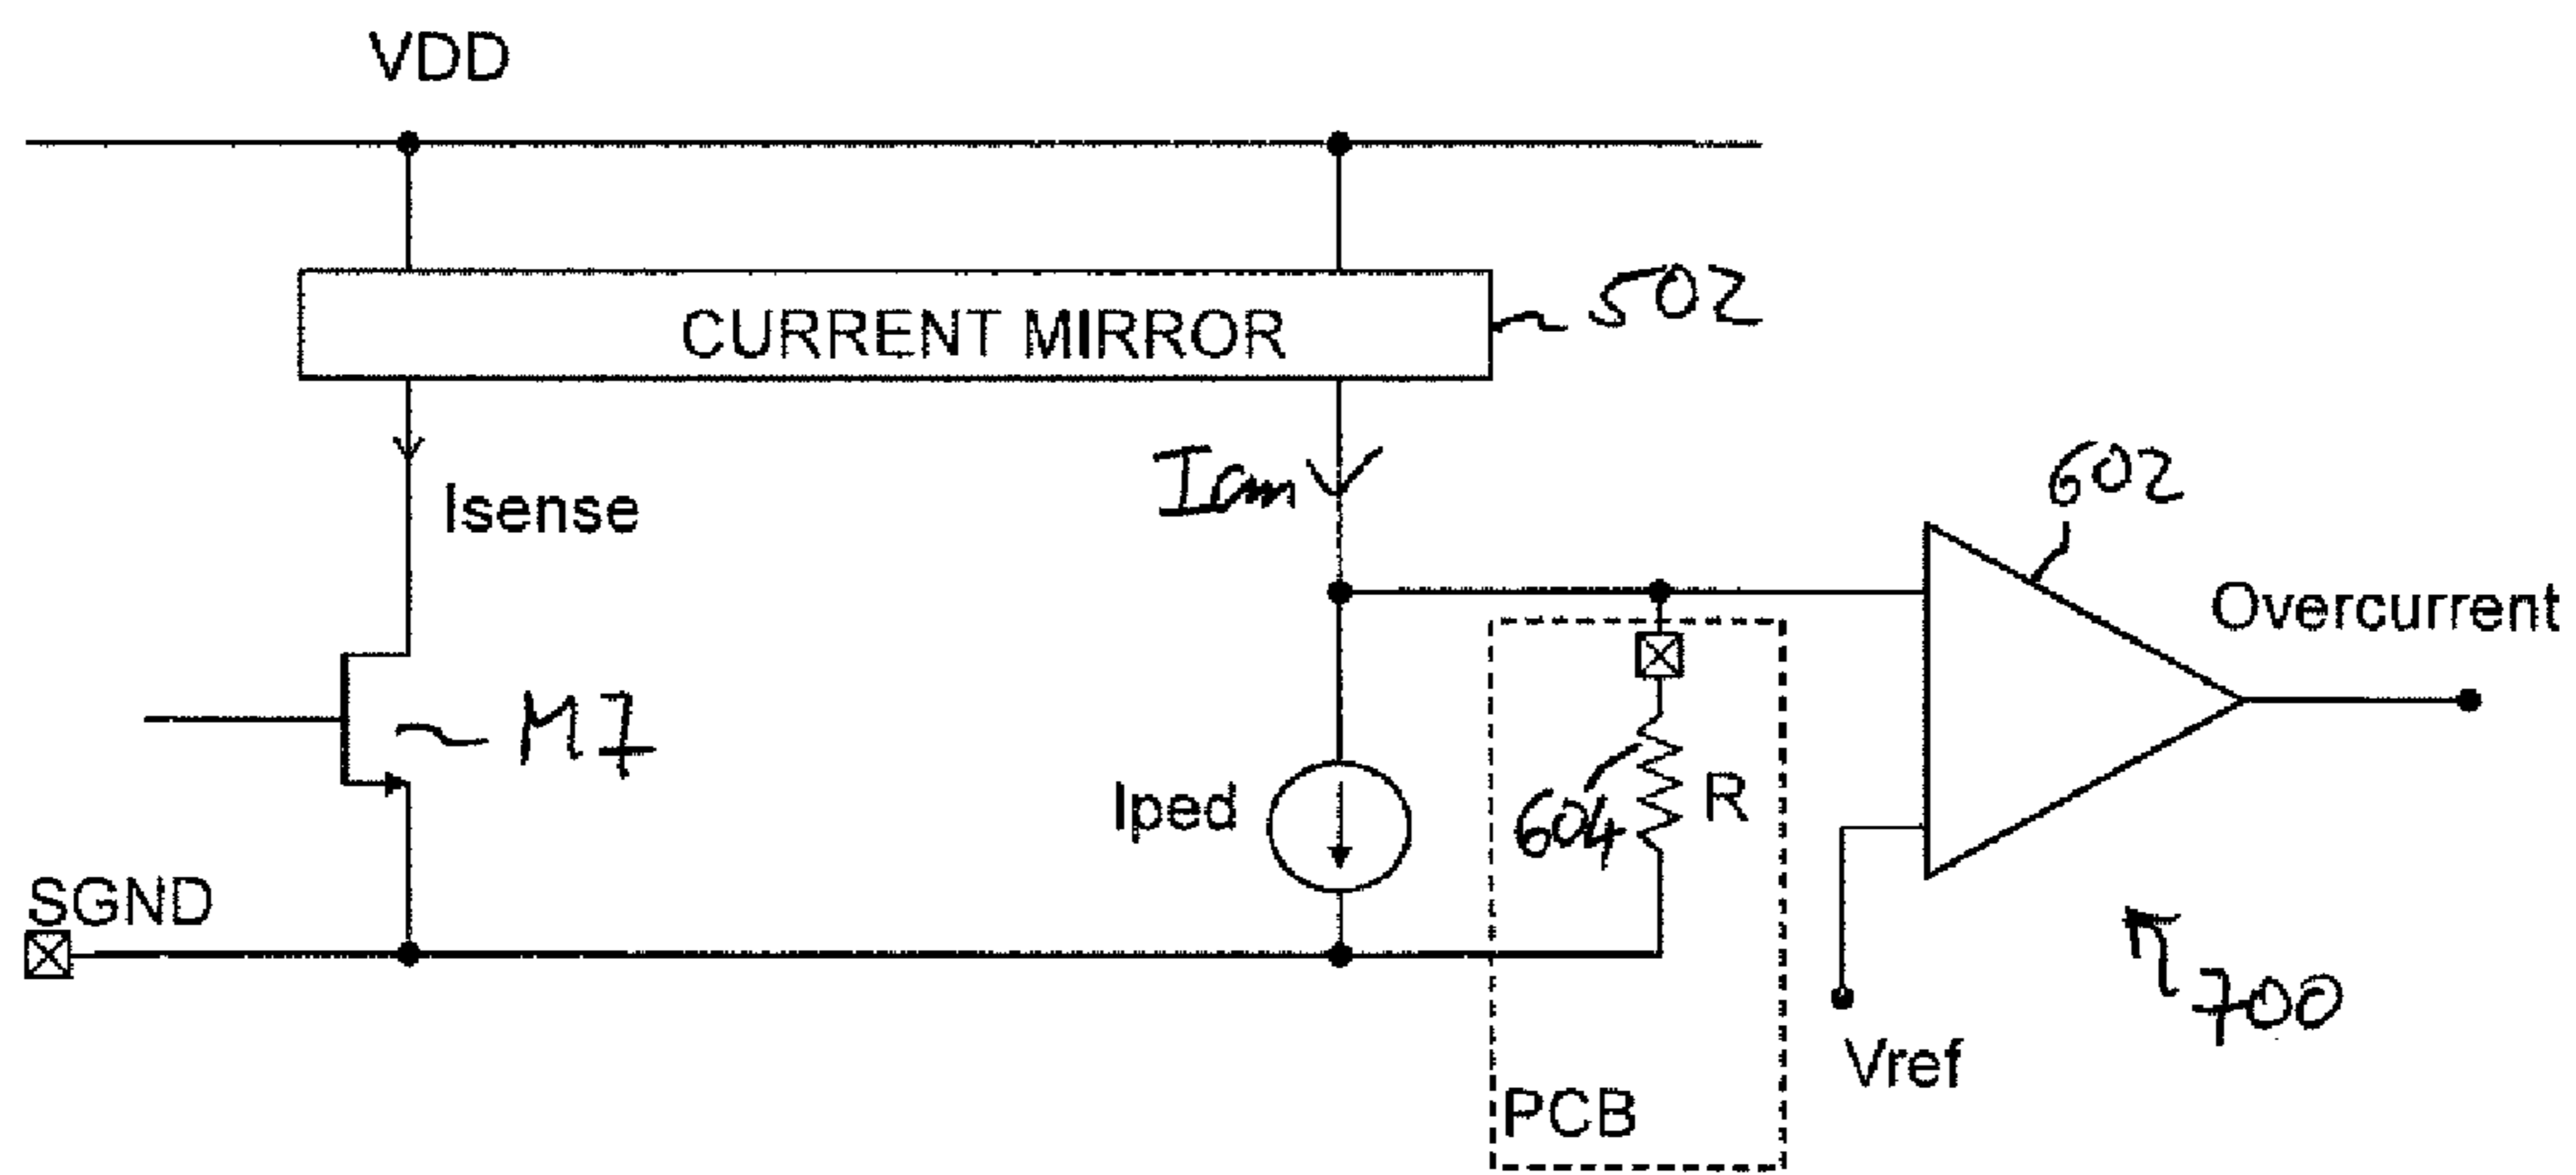 VDD
CURRENT MIRROR
502
Isense
Icm
602
Overcurrent
M7
Iped
604
R
SGND
700
Vref
PCB